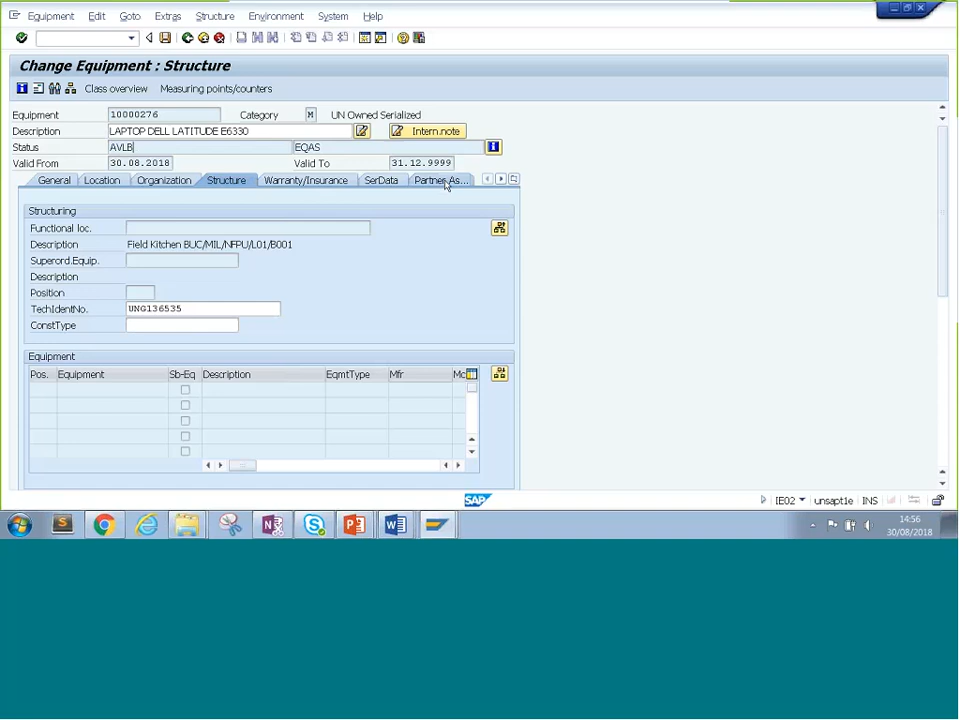 Equipment Edit Goto Extras Structure Environment System Help
Change Equipment : Structure
Class overview Measuring points/counters
Equipment 10000276 Category M UN Owned Serialized
Description LAPTOP DELL LATITUDE E6330 Intern.note
Status AVLB EQAS
Valid From 30.08.2018 Valid To 31.12.9999
General Location Organization Structure Warranty/Insurance SerData Partner As...
Structuring
Functional loc.
Description Field Kitchen BUC/MIL/NFPU/L01/B001
Superord.Equip.
Description
Position
TechIdentNo. UNG136535
ConstType
Equipment
Pos. Equipment Sb-Eq Description EqmtType Mfr Mc
SAP IE02 unsapt1e INS
14:56
30/08/2018